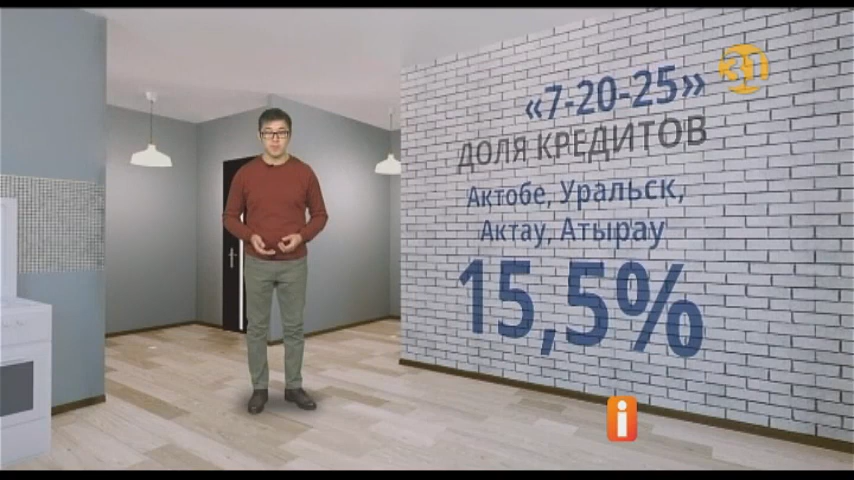 «7-20-25»
ДОЛЯ КРЕДИТОВ
Актобе, Уральск,
Актау, Атырау
15,5%
i